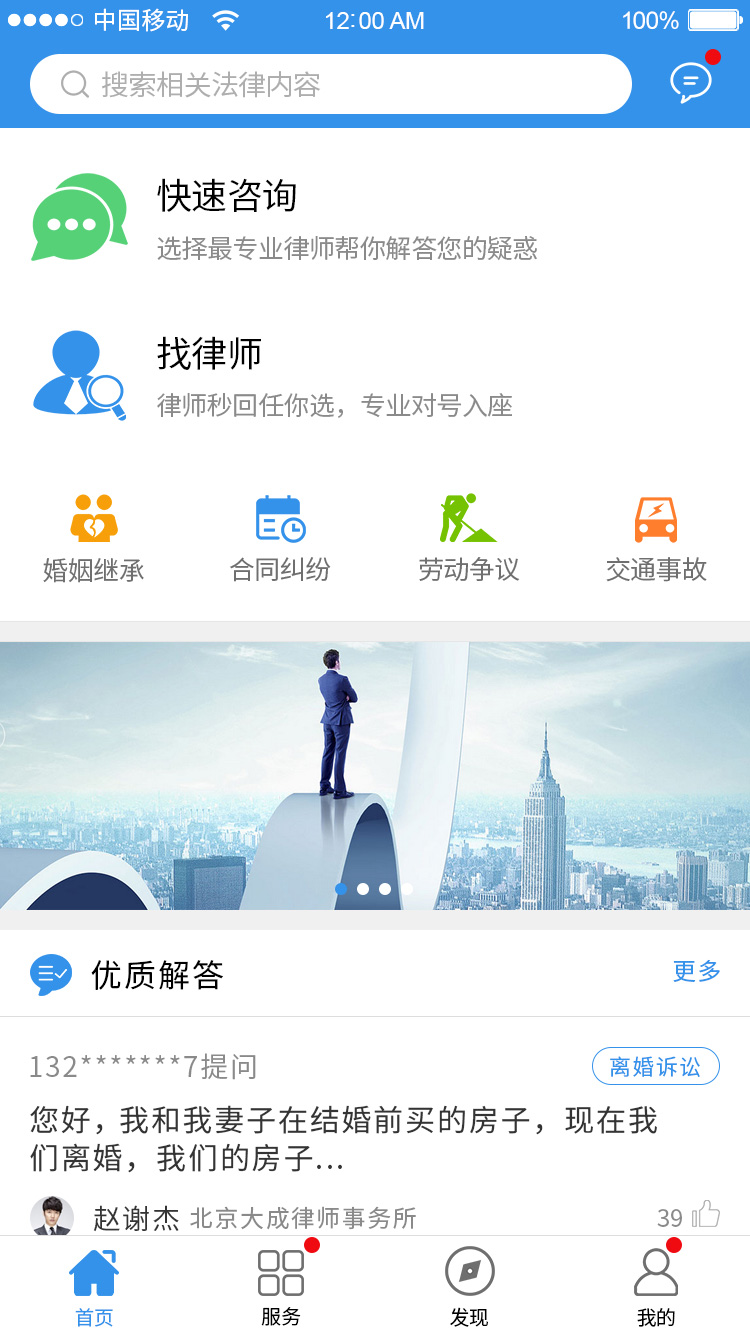 中国移动 12:00 AM 100%
搜索相关法律内容
快速咨询
选择最专业律师帮你解答您的疑惑
找律师
律师秒回任你选，专业对号入座
婚姻继承 合同纠纷 劳动争议 交通事故
优质解答 更多
132*******7提问 离婚诉讼
您好，我和我妻子在结婚前买的房子，现在我
们离婚，我们的房子...
赵谢杰 北京大成律师事务所 39
首页 服务 发现 我的